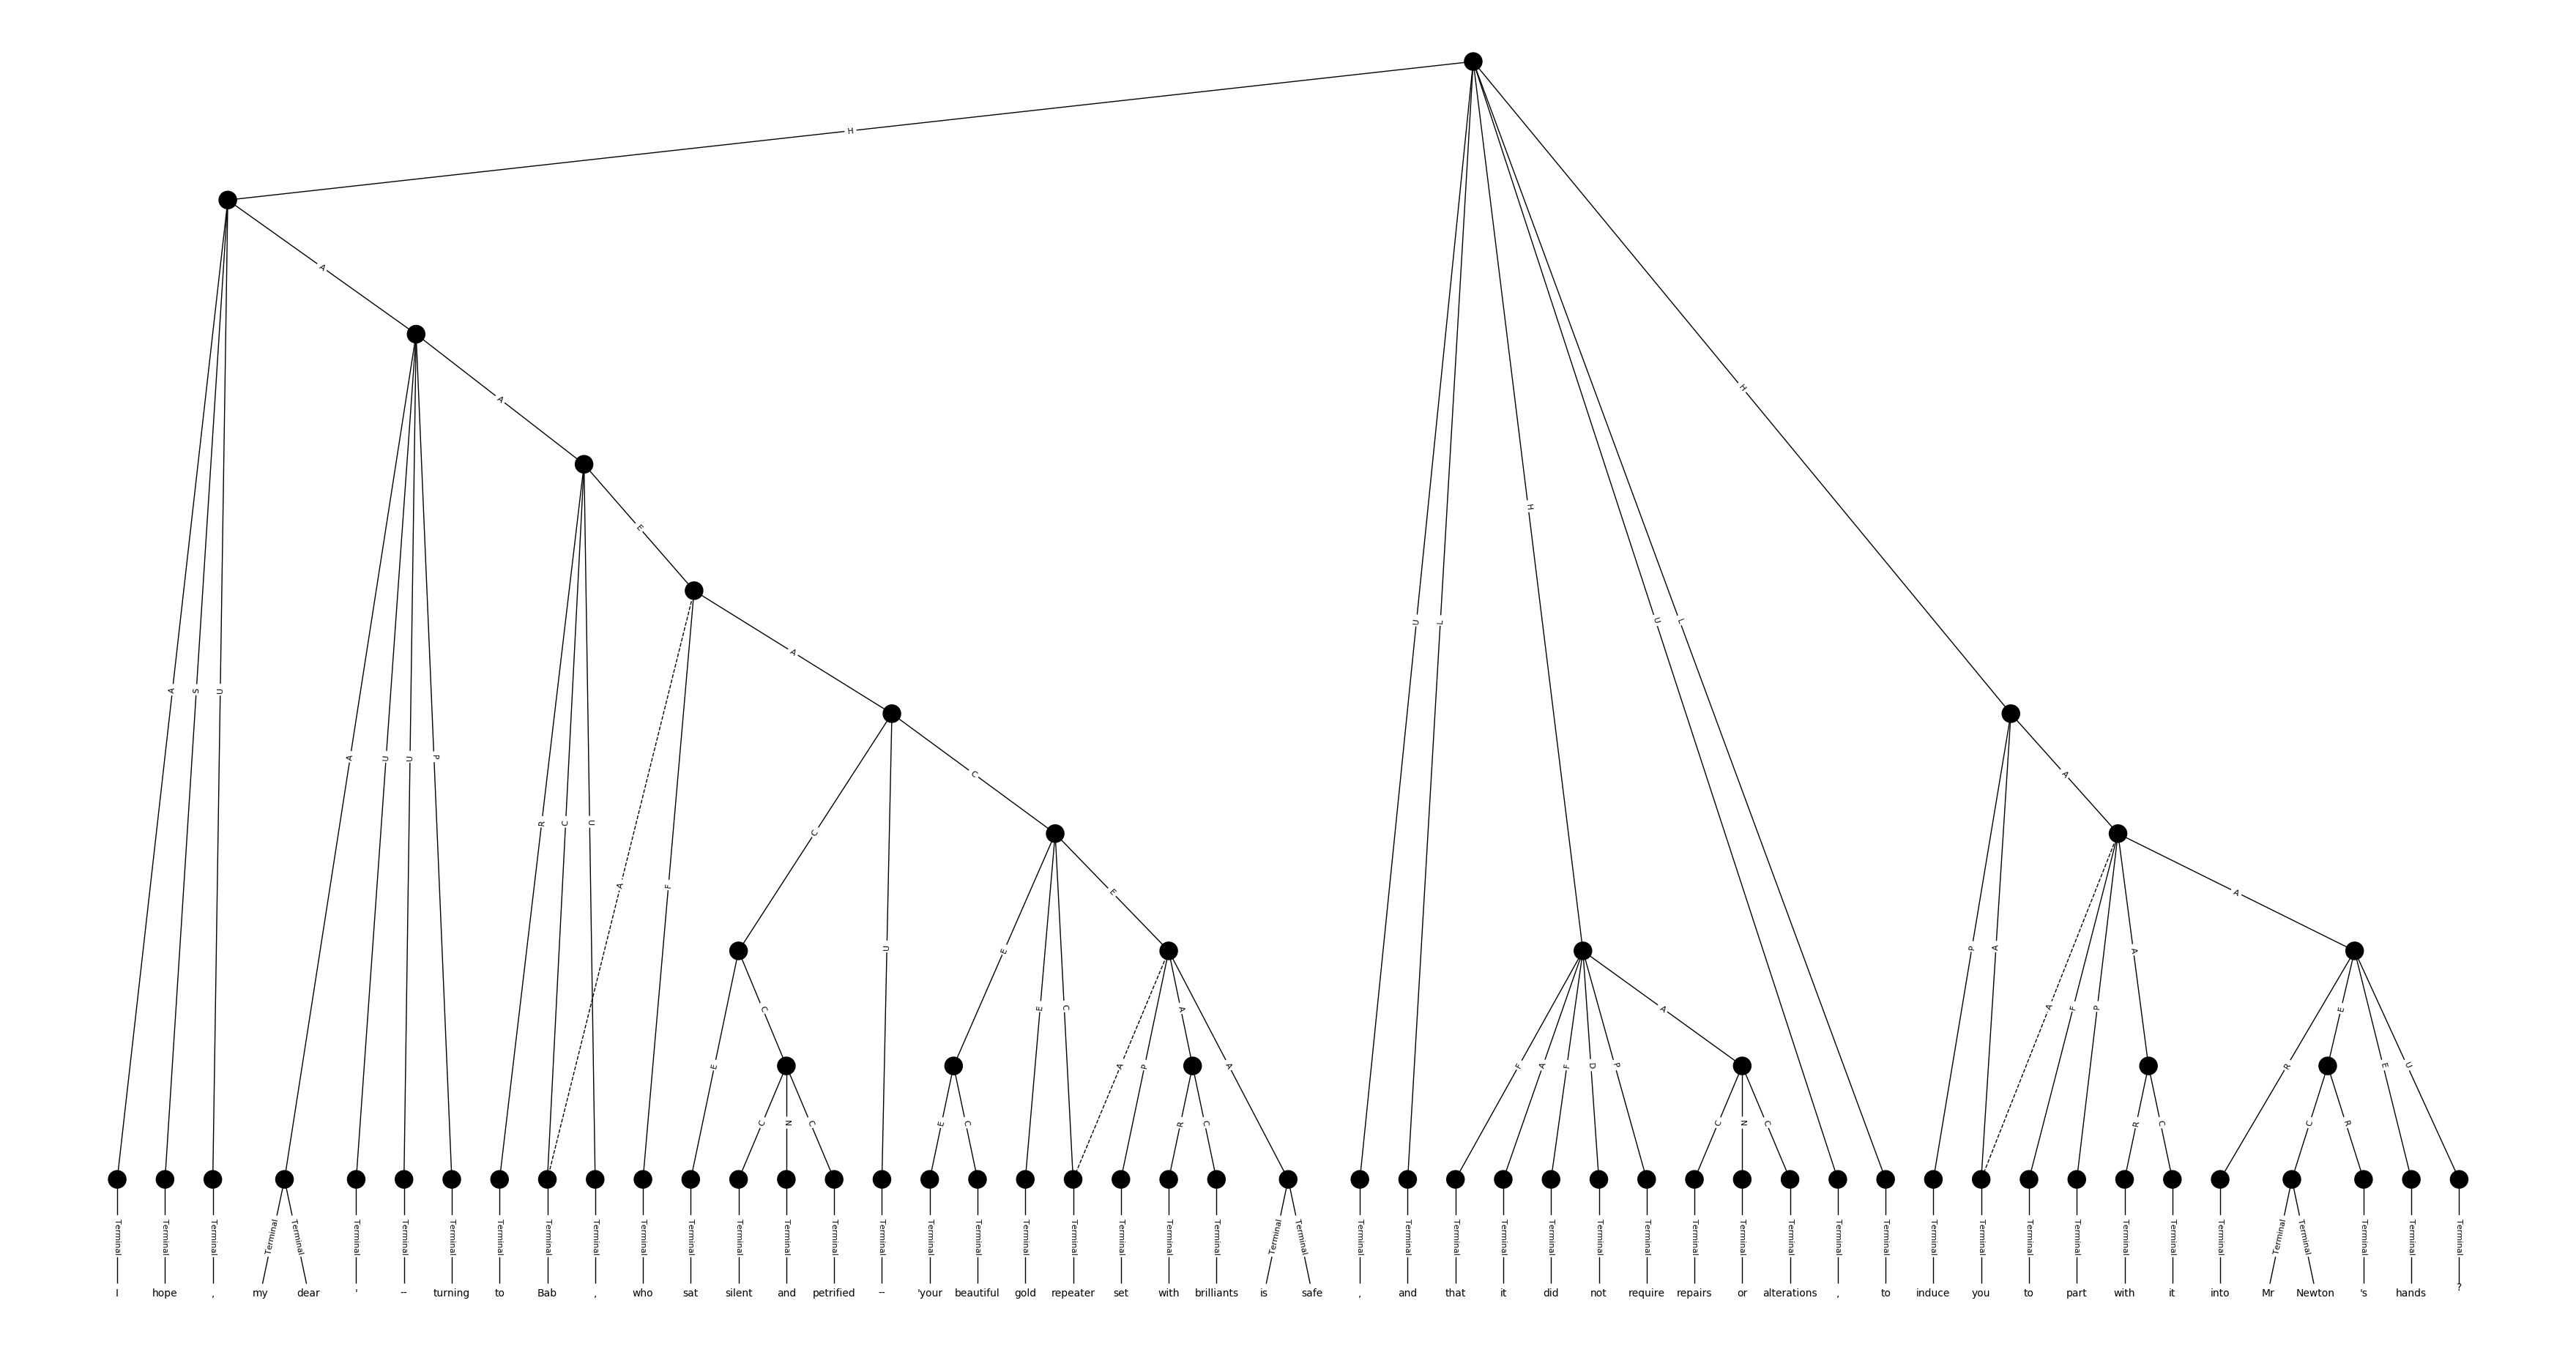 H
A
A
E
A
H
H
U
L
U
L
A S U
A U U P
R C U
A F
C
C
A
U
E
E
A
P A
A
E C
E C
E
A P A A
F A F D P
A F P
R E E U
E
C N C
E C
R C
C N C
R C
C R
Terminal Terminal Terminal Terminal Terminal Terminal Terminal Terminal Terminal Terminal Terminal Terminal Terminal Terminal Terminal Terminal Terminal Terminal Terminal Terminal Terminal Terminal Terminal Terminal Terminal Terminal Terminal Terminal Terminal Terminal Terminal Terminal Terminal Terminal Terminal Terminal Terminal Terminal Terminal Terminal Terminal Terminal Terminal Terminal Terminal Terminal Terminal Terminal Terminal Terminal
I hope , my dear ' -- turning to Bab , who sat silent and petrified -- 'your beautiful gold repeater set with brilliants is safe , and that it did not require repairs or alterations , to induce you to part with it into Mr Newton 's hands ?